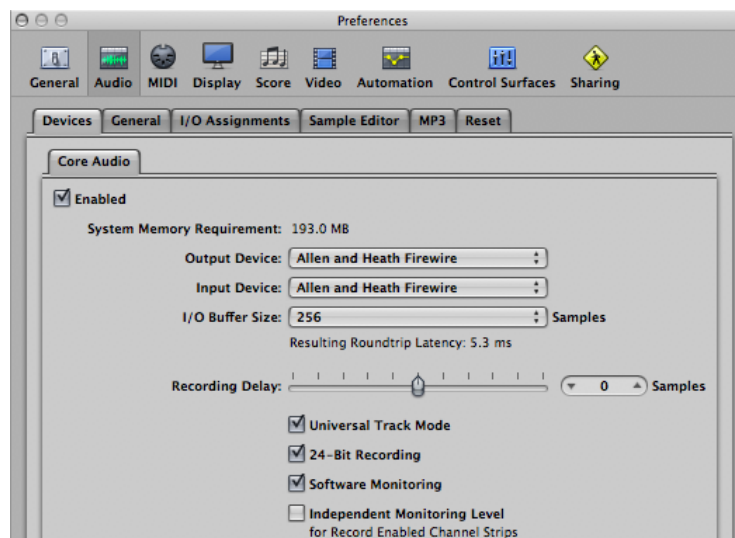 Preferences
General Audio MIDI Display Score Video Automation Control Surfaces Sharing
Devices General I/O Assignments Sample Editor MP3 Reset
Core Audio
Enabled
System Memory Requirement: 193.0 MB
Output Device: Allen and Heath Firewire
Input Device: Allen and Heath Firewire
I/O Buffer Size: 256 Samples
Resulting Roundtrip Latency: 5.3 ms
Recording Delay: 0 Samples
Universal Track Mode
24-Bit Recording
Software Monitoring
Independent Monitoring Level
for Record Enabled Channel Strips